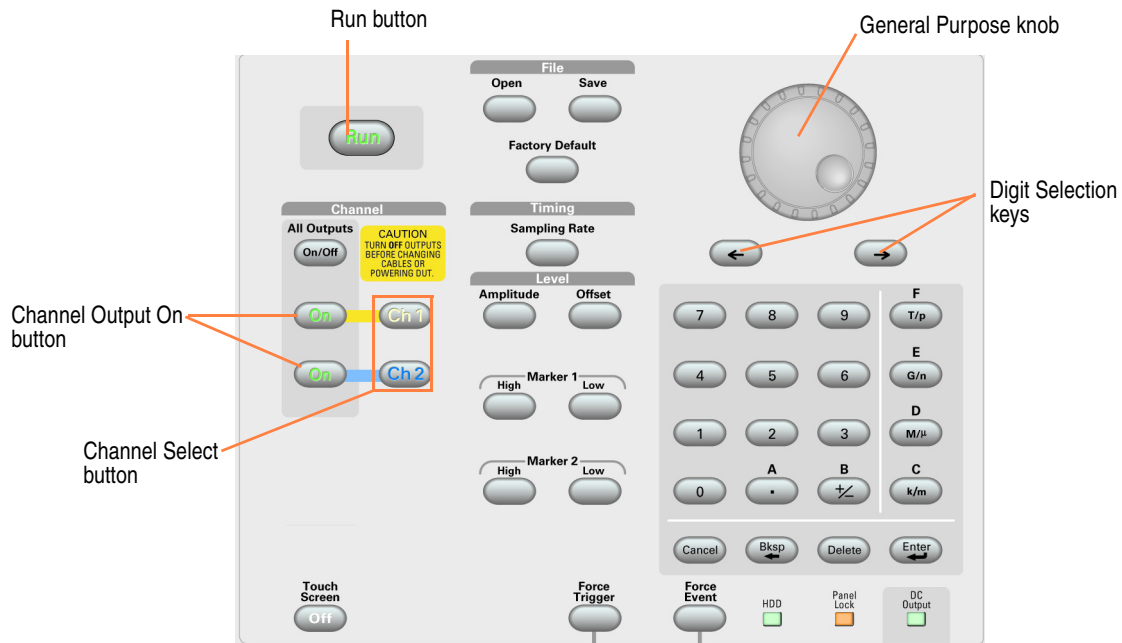 Run button
General Purpose knob
File
Open Save
Run
Factory Default
Digit Selection
keys
Channel
Timing
All Outputs
Sampling Rate
On/Off
CAUTION
TURN OFF OUTPUTS
BEFORE CHANGING
CABLES OR
POWERING DUT.
Level
Amplitude Offset
Channel Output On
button
On Ch 1
On Ch 2
Channel Select
button
Marker 1
High Low
Marker 2
High Low
F
7 8 9 T/p
E
4 5 6 G/n
D
1 2 3 M/µ
A B C
0 . +/− k/m
Cancel Bksp Delete Enter
Touch
Screen
Off
Force
Trigger
Force
Event
HDD
Panel
Lock
DC
Output